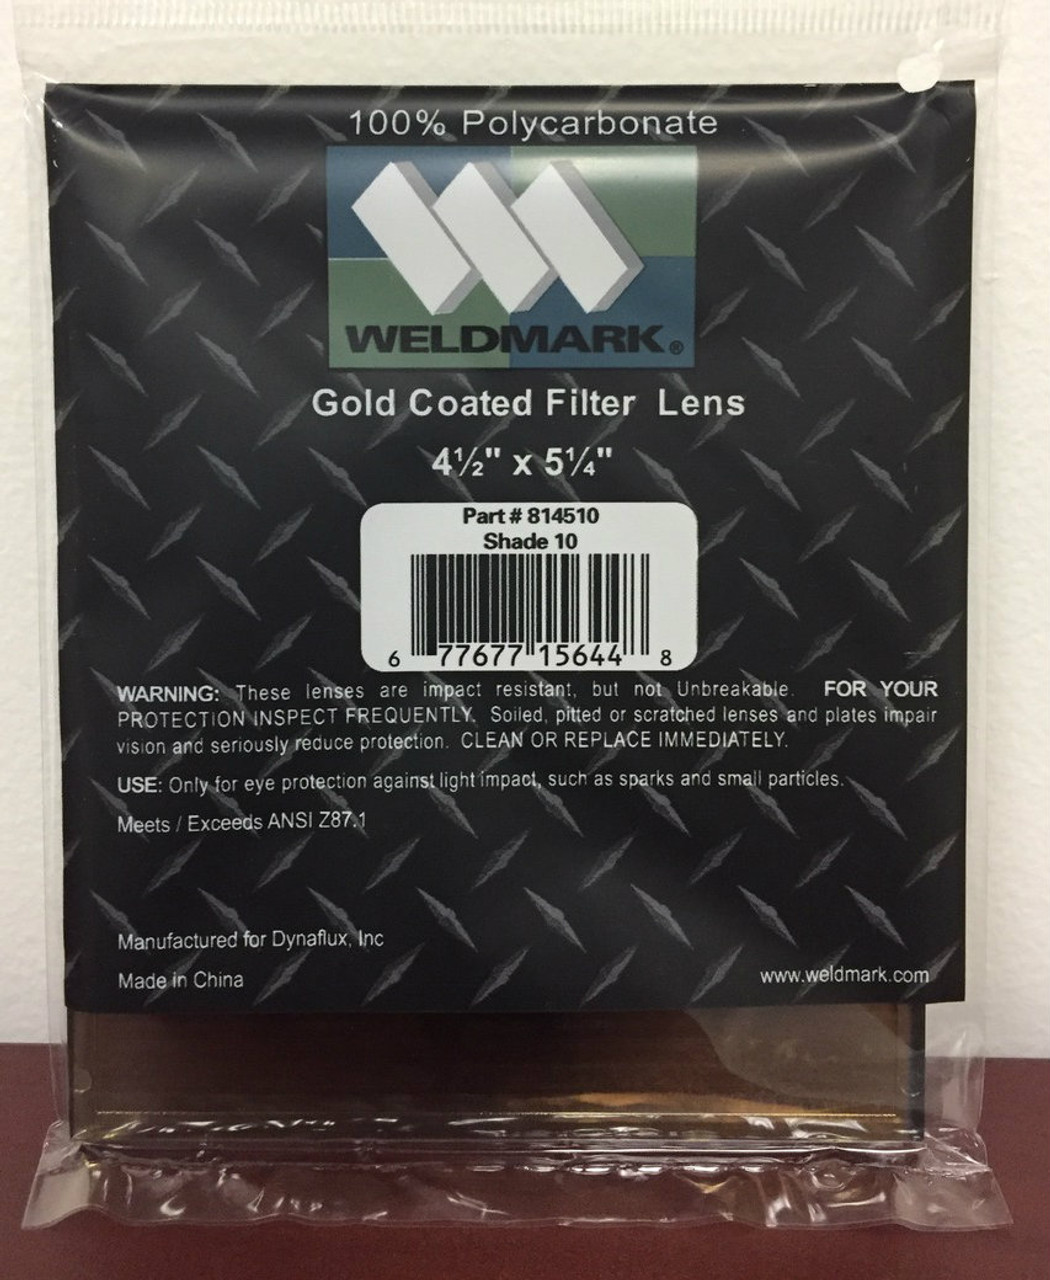 100% Polycarbonate
WELDMARK®
Gold Coated Filter Lens
4½" x 5¼"
Part # 814510
Shade 10
6 77677 15644 8
WARNING: These lenses are impact resistant, but not Unbreakable. FOR YOUR
PROTECTION INSPECT FREQUENTLY. Soiled, pitted or scratched lenses and plates impair
vision and seriously reduce protection. CLEAN OR REPLACE IMMEDIATELY.
USE: Only for eye protection against light impact, such as sparks and small particles.
Meets / Exceeds ANSI Z87.1
Manufactured for Dynaflux, Inc
Made in China
www.weldmark.com